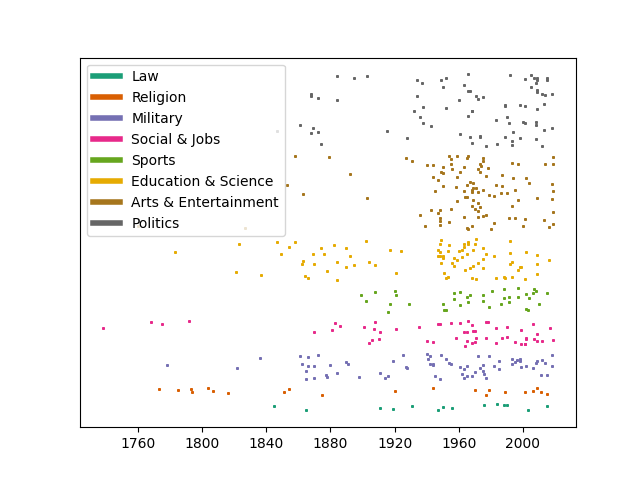 Law
Religion
Military
Social & Jobs
Sports
Education & Science
Arts & Entertainment
Politics
1760 1800 1840 1880 1920 1960 2000